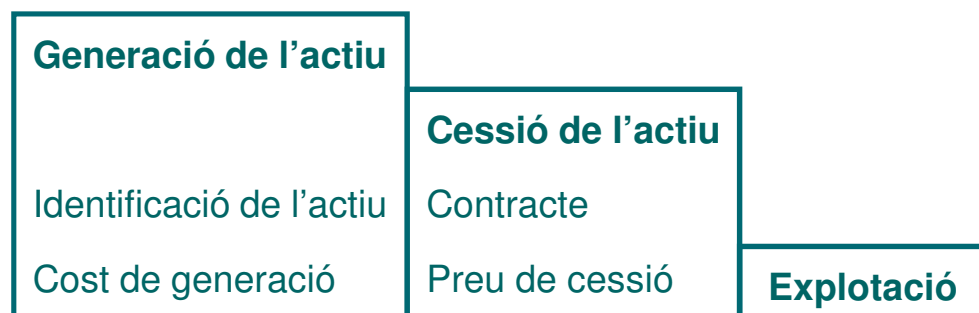 Generació de l’actiu
Identificació de l’actiu
Cost de generació
Cessió de l’actiu
Contracte
Preu de cessió
Explotació